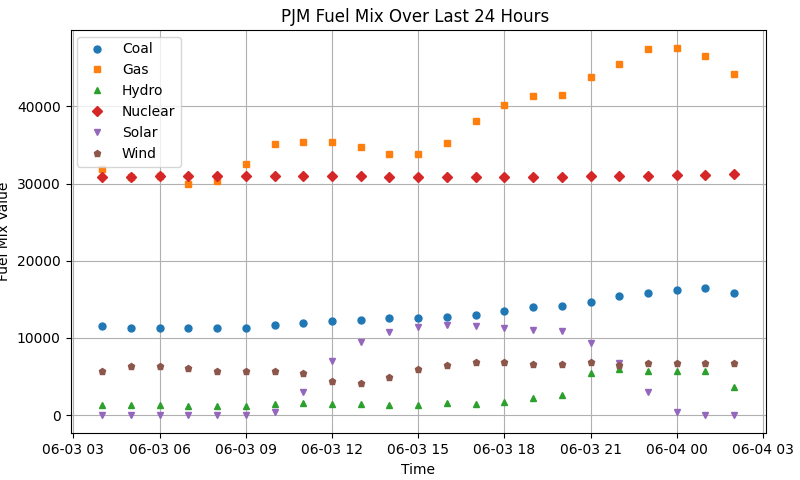 PJM Fuel Mix Over Last 24 Hours
Coal
Gas
Hydro
Nuclear
Solar
Wind
40000
30000
20000
10000
0
Fuel Mix Value
06-03 03
06-03 06
06-03 09
06-03 12
06-03 15
06-03 18
06-03 21
06-04 00
06-04 03
Time